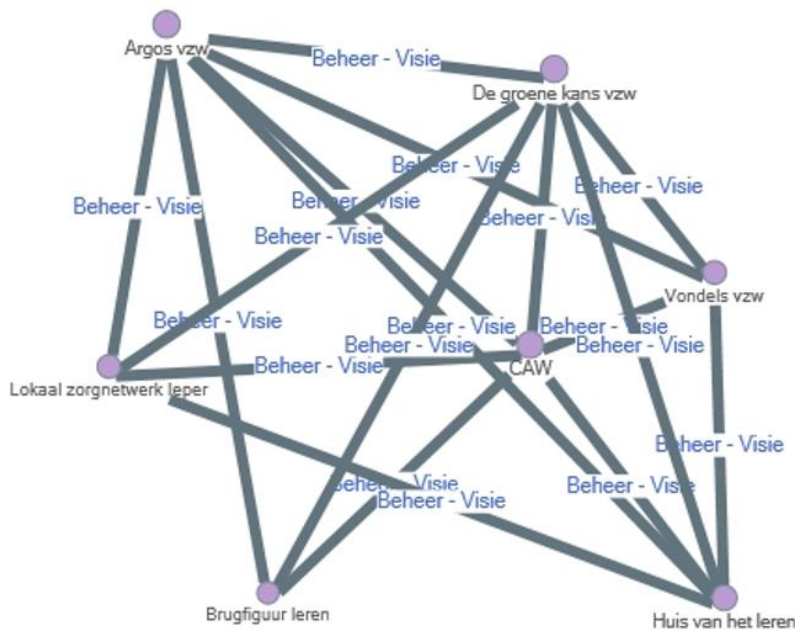 Argos vzw
Beheer - Visie
De groene kans vzw
Beheer - Visie
Beheer - Visie
Beheer - Visie
Beheer - Visie
Beheer - Visie
Beheer - Visie
Vondels vzw
Beheer - Visie
Beheer - Visie
Beheer - Visie
Beheer - Visie
Beheer - Visie
Beheer - Visie
CAW
Lokaal zorgnetwerk Ieper
Beheer - Visie
Beheer - Visie
Beheer - Visie
Beheer - Visie
Brugfiguur leren
Huis van het leren